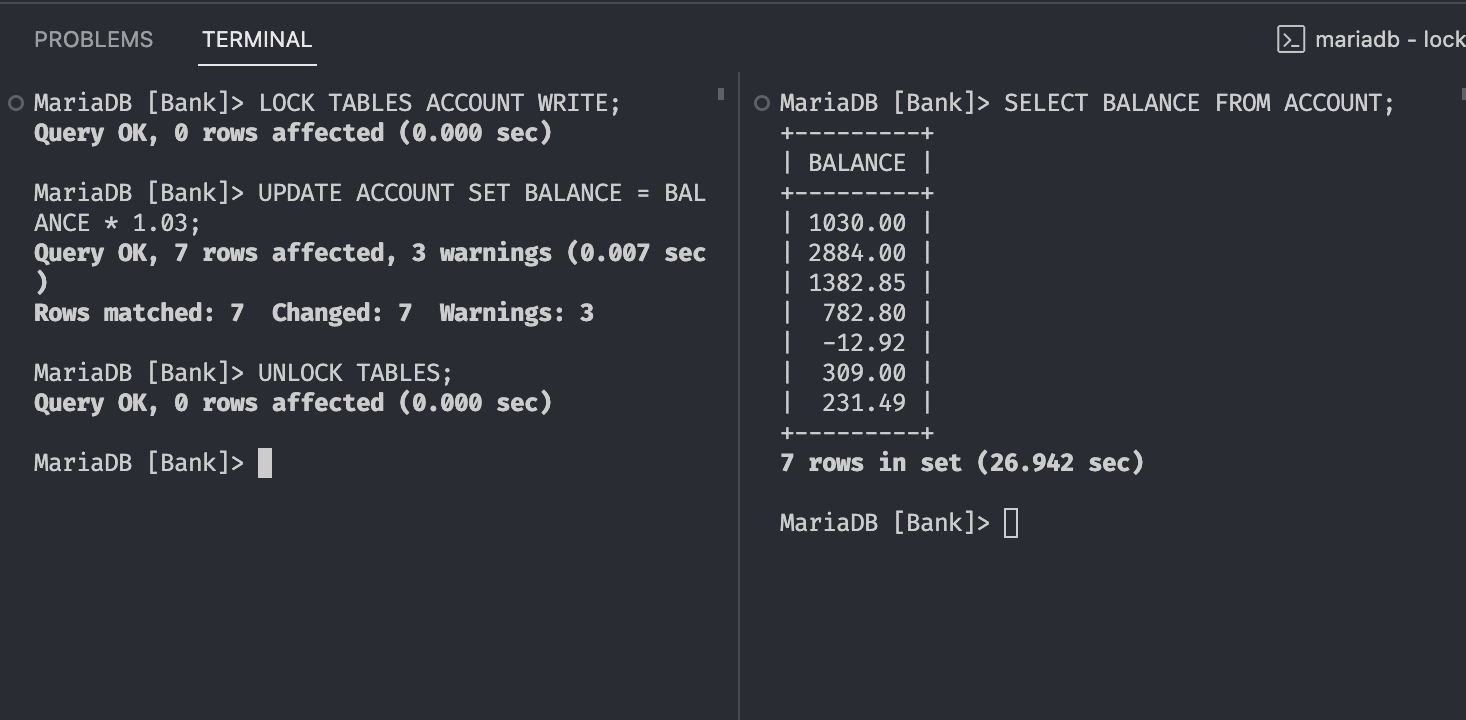 PROBLEMS TERMINAL
mariadb - lock
MariaDB [Bank]> LOCK TABLES ACCOUNT WRITE;
Query OK, 0 rows affected (0.000 sec)
MariaDB [Bank]> UPDATE ACCOUNT SET BALANCE = BAL
ANCE * 1.03;
Query OK, 7 rows affected, 3 warnings (0.007 sec
)
Rows matched: 7  Changed: 7  Warnings: 3
MariaDB [Bank]> UNLOCK TABLES;
Query OK, 0 rows affected (0.000 sec)
MariaDB [Bank]>
MariaDB [Bank]> SELECT BALANCE FROM ACCOUNT;
+---------+
| BALANCE |
+---------+
| 1030.00 |
| 2884.00 |
| 1382.85 |
|  782.80 |
|  -12.92 |
|  309.00 |
|  231.49 |
+---------+
7 rows in set (26.942 sec)
MariaDB [Bank]>